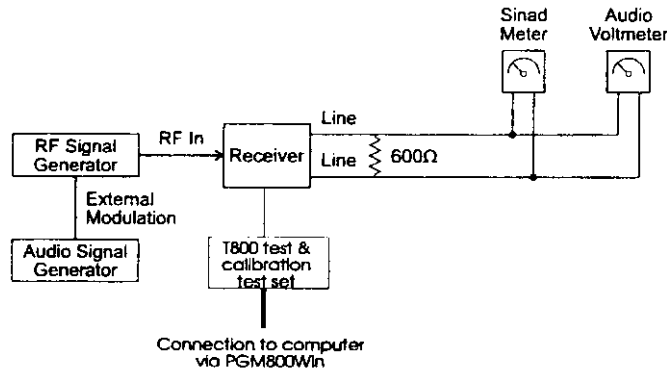 Sinad
Meter
Audio
Voltmeter
Line
RF Signal
Generator
RF In
Receiver
Line
600Ω
External
Modulation
Audio Signal
Generator
T800 test &
calibration
test set
Connection to computer
via PGM800Win